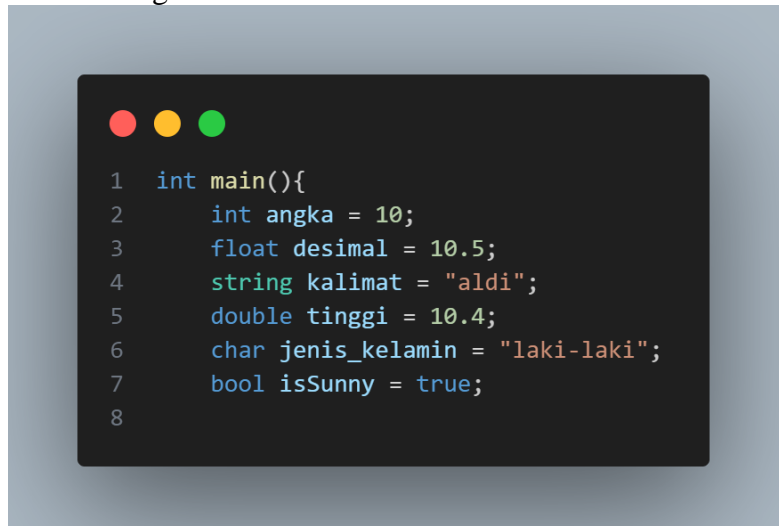 1 int main(){
2 int angka = 10;
3 float desimal = 10.5;
4 string kalimat = "aldi";
5 double tinggi = 10.4;
6 char jenis_kelamin = "laki-laki";
7 bool isSunny = true;
8